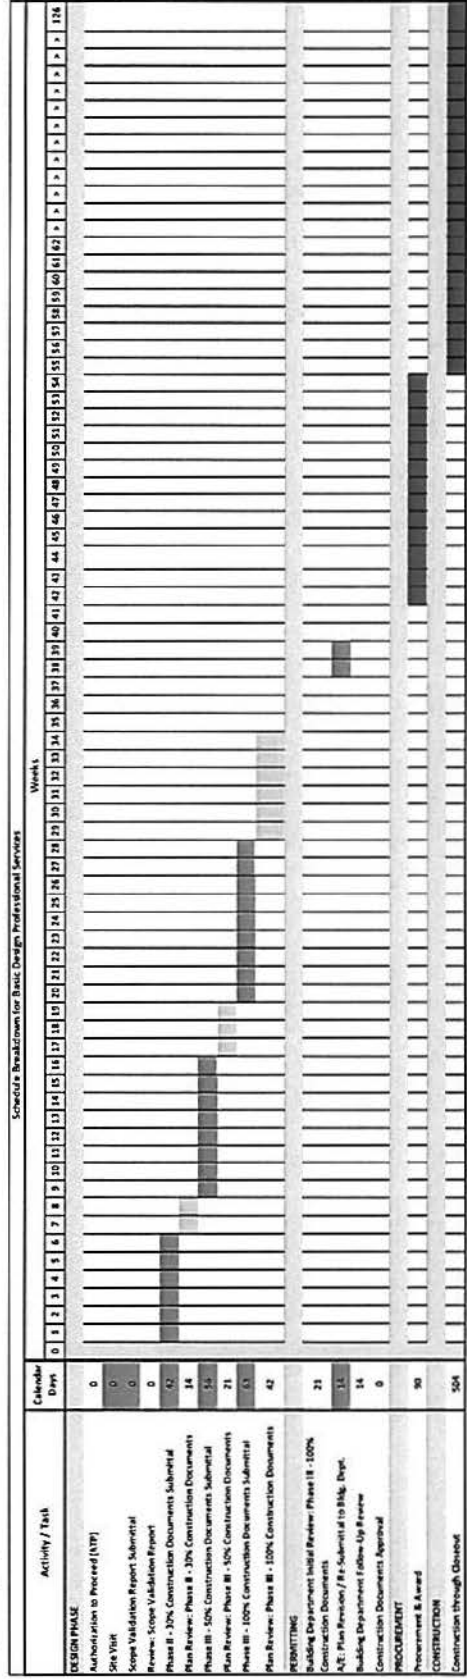 Schedule Breakdown for Basic Design Professional Services
Activity / Task
Calendar
Days
Weeks
0 1 2 3 4 5 6 7 8 9 10 11 12 13 14 15 16 17 18 19 20 21 22 23 24 25 26 27 28 29 30 31 32 33 34 35 36 37 38 39 40 41 42 43 44 45 46 47 48 49 50 51 52 53 54 55 56 57 58 59 60 61 62 126
DESIGN PHASE
Authorization to Proceed (ATP) 0
Site Visit 0
Scope Validation Report Submittal 0
Review: Scope Validation Report 0
Phase II - 30% Construction Documents Submittal 42
Plan Review: Phase II - 30% Construction Documents 14
Phase III - 50% Construction Documents Submittal 56
Plan Review: Phase III - 50% Construction Documents 21
Phase III - 100% Construction Documents Submittal 63
Plan Review: Phase III - 100% Construction Documents 42
PERMITTING
Building Department Initial Review: Phase III - 100%
Construction Documents 21
A/E: Plan Revision / Re-Submittal to Bldg. Dept. 14
Building Department Follow-Up Review 14
Construction Documents Approval 0
PROCUREMENT
Procurement & Award 90
CONSTRUCTION
Construction through Closeout 504